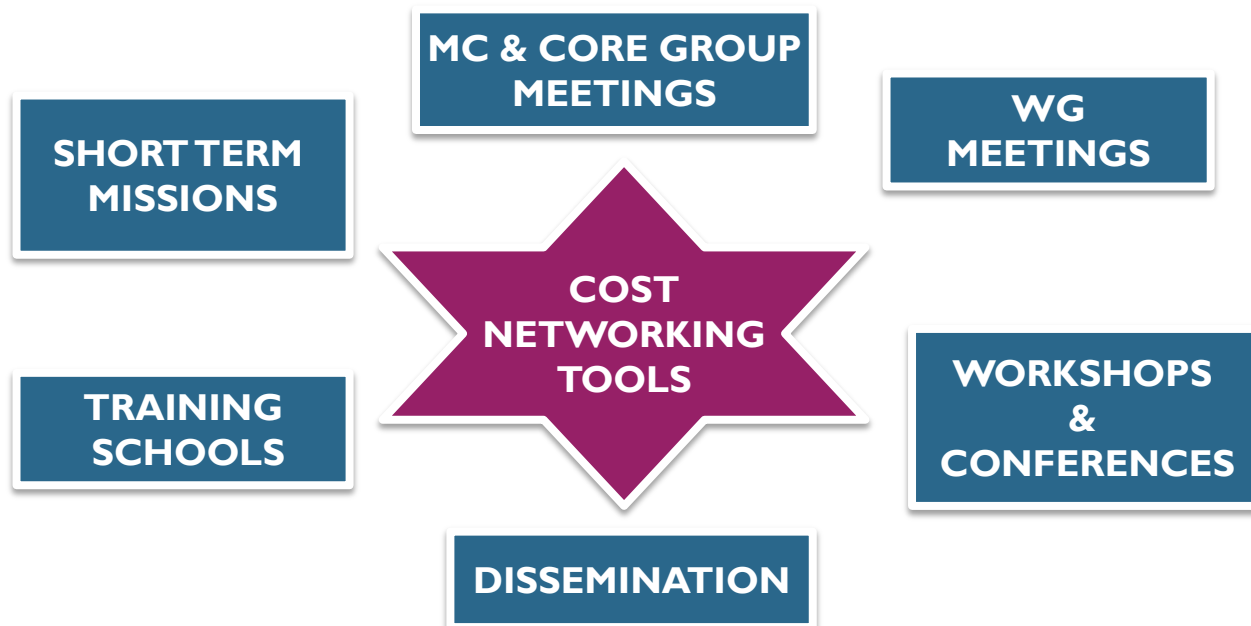 MC & CORE GROUP
MEETINGS
WG
MEETINGS
SHORT TERM
MISSIONS
COST
NETWORKING
TOOLS
WORKSHOPS
&
CONFERENCES
TRAINING
SCHOOLS
DISSEMINATION